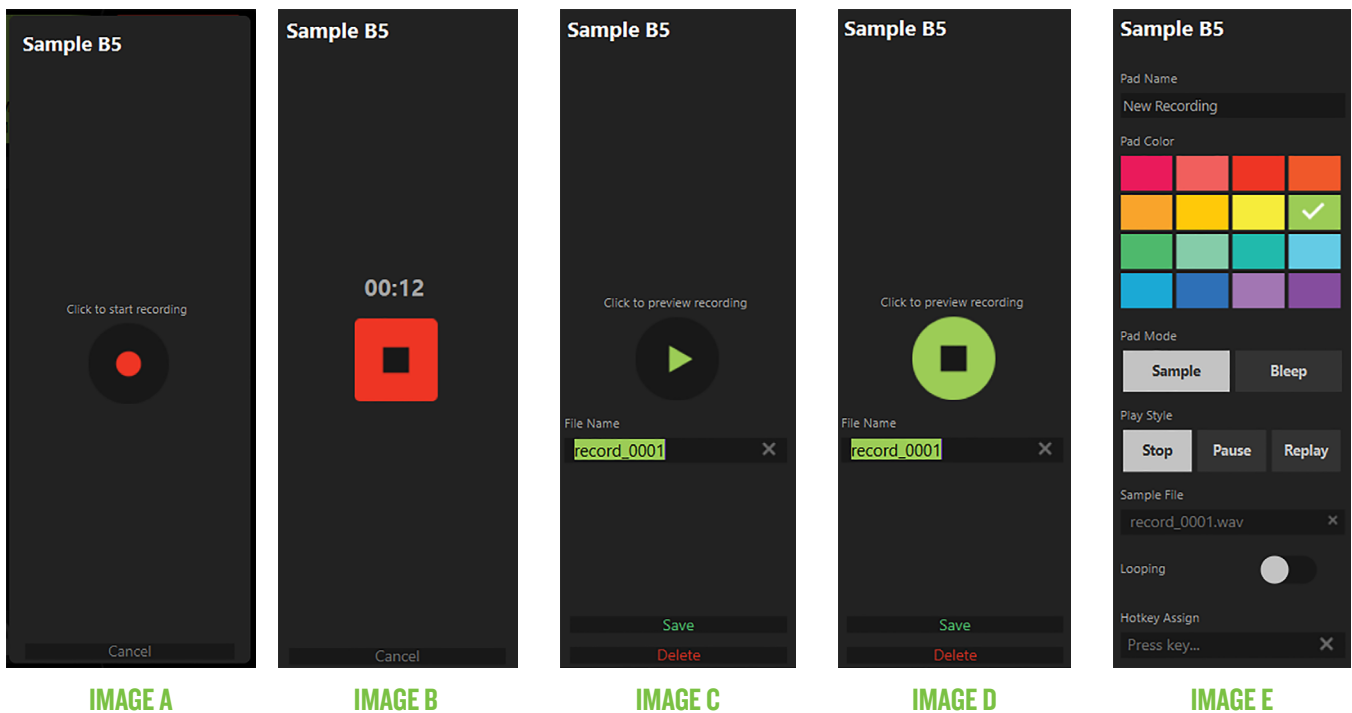 Sample B5
Click to start recording
Cancel
IMAGE A
Sample B5
00:12
Cancel
IMAGE B
Sample B5
Click to preview recording
File Name
record_0001
Save
Delete
IMAGE C
Sample B5
Click to preview recording
File Name
record_0001
Save
Delete
IMAGE D
Sample B5
Pad Name
New Recording
Pad Color
Pad Mode
Sample Bleep
Play Style
Stop Pause Replay
Sample File
record_0001.wav
Looping
Hotkey Assign
Press key...
IMAGE E